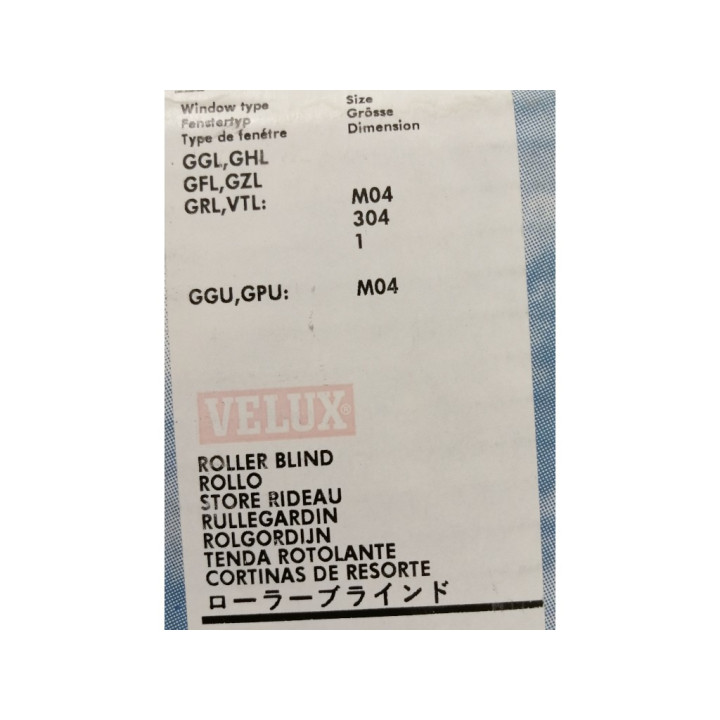 Window type Size
Fenstertyp Grösse
Type de fenétre Dimension
GGL,GHL
GFL,GZL
GRL,VTL: M04
304
1
GGU,GPU: M04
VELUX®
ROLLER BLIND
ROLLO
STORE RIDEAU
RULLEGARDIN
ROLGORDIJN
TENDA ROTOLANTE
CORTINAS DE RESORTE
ローラーブラインド